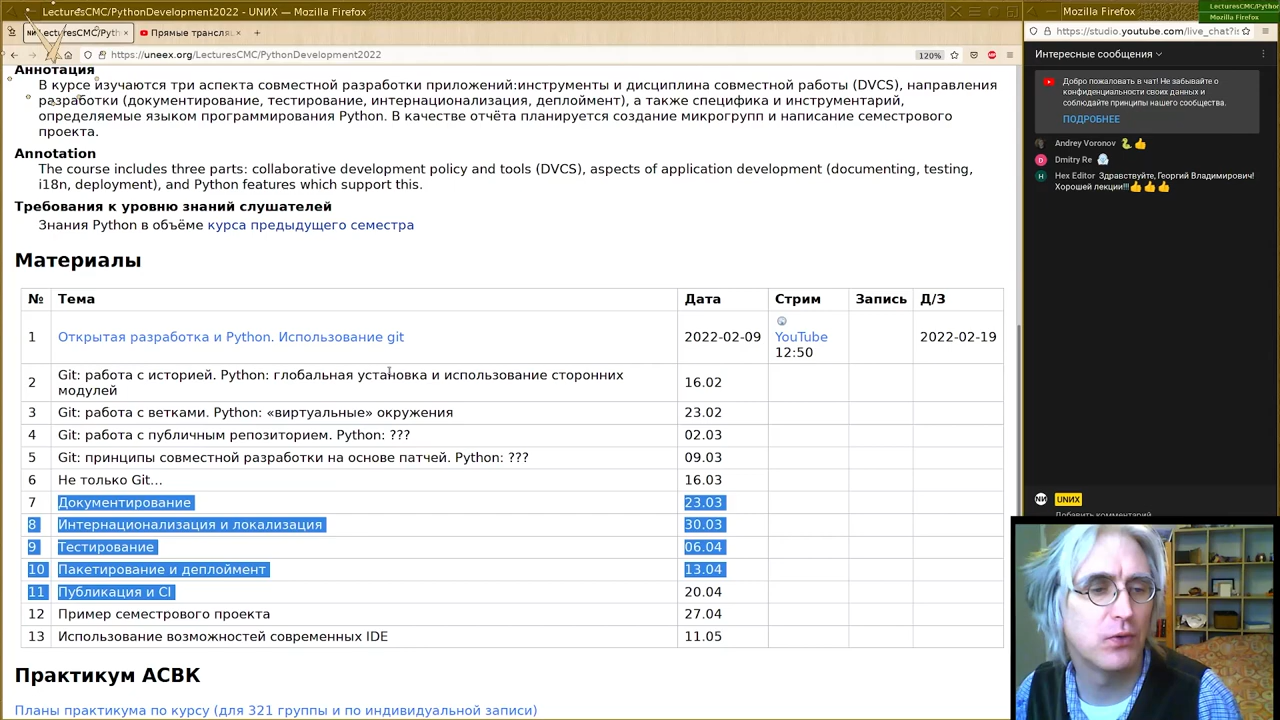 LecturesCMC/PythonDevelopment2022 - UNИX — Mozilla Firefox
LecturesCMC/Pyth
Прямые трансля
https://uneex.org/LecturesCMC/PythonDevelopment2022
120%
Аннотация
В курсе изучаются три аспекта совместной разработки приложений:инструменты и дисциплина совместной работы (DVCS), направления
разработки (документирование, тестирование, интернационализация, деплоймент), а также специфика и инструментарий,
определяемые языком программирования Python. В качестве отчёта планируется создание микрогрупп и написание семестрового
проекта.
Annotation
The course includes three parts: collaborative development policy and tools (DVCS), aspects of application development (documenting, testing,
i18n, deployment), and Python features which support this.
Требования к уровню знаний слушателей
Знания Python в объёме курса предыдущего семестра
Материалы
№ Тема Дата Стрим Запись Д/З
1 Открытая разработка и Python. Использование git 2022-02-09 YouTube 12:50 2022-02-19
2 Git: работа с историей. Python: глобальная установка и использование сторонних
модулей 16.02
3 Git: работа с ветками. Python: «виртуальные» окружения 23.02
4 Git: работа с публичным репозиторием. Python: ??? 02.03
5 Git: принципы совместной разработки на основе патчей. Python: ??? 09.03
6 Не только Git... 16.03
7 Документирование 23.03
8 Интернационализация и локализация 30.03
9 Тестирование 06.04
10 Пакетирование и деплоймент 13.04
11 Публикация и CI 20.04
12 Пример семестрового проекта 27.04
13 Использование возможностей современных IDE 11.05
Практикум АСВК
Планы практикума по курсу (для 321 группы и по индивидуальной записи)
Mozilla Firefox
LecturesCMC/Python
Mozilla Firefox
https://studio.youtube.com/live_chat?is
Интересные сообщения
Добро пожаловать в чат! Не забывайте о
конфиденциальности своих данных и
соблюдайте принципы нашего сообщества.
ПОДРОБНЕЕ
Andrey Voronov 🐍👍
Dmitry Re
Hex Editor Здравствуйте, Георгий Владимирович!
Хорошей лекции!!!👍👍👍
UNИX
Добавить комментарий